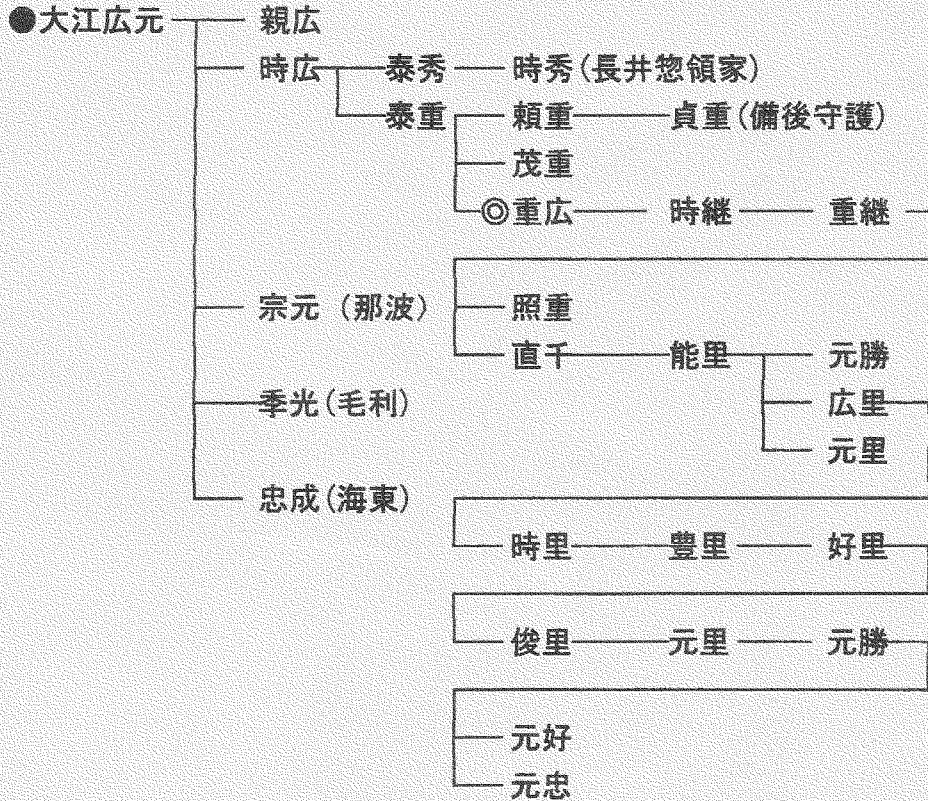 ●大江広元 親広
時広 泰秀 時秀(長井惣領家)
泰重 頼重 貞重(備後守護)
茂重
◎重広 時継 重継
宗元(那波) 照重
直千 能里 元勝
季光(毛利) 広里
元里
忠成(海東)
時里 豊里 好里
俊里 元里 元勝
元好
元忠